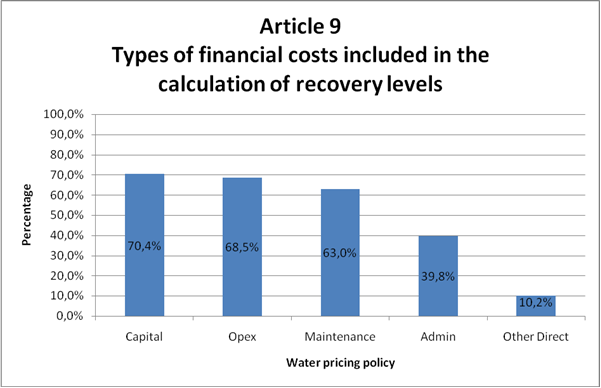 Article 9
Types of financial costs included in the
calculation of recovery levels
100,0%
90,0%
80,0%
70,0%
60,0%
50,0%
40,0%
30,0%
20,0%
10,0%
0,0%
Percentage
70,4%
68,5%
63,0%
39,8%
10,2%
Capital
Opex
Maintenance
Admin
Other Direct
Water pricing policy